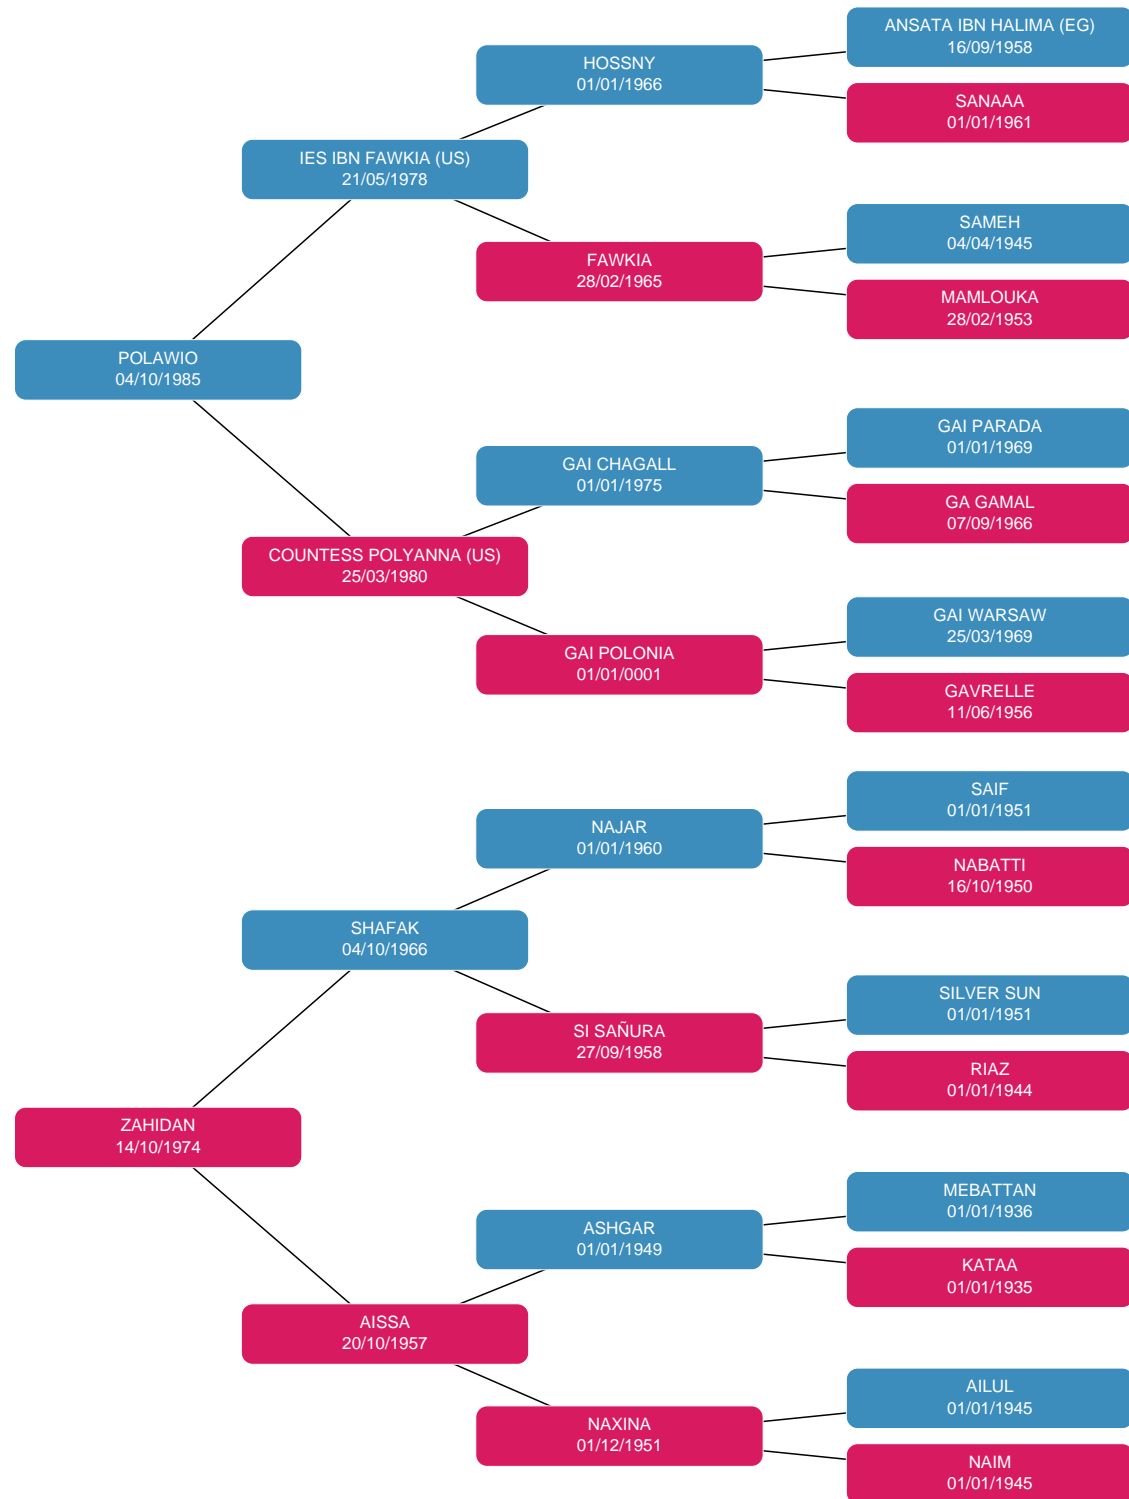 ANSATA IBN HALIMA (EG)
16/09/1958
HOSSNY
01/01/1966
SANAAA
01/01/1961
IES IBN FAWKIA (US)
21/05/1978
SAMEH
04/04/1945
FAWKIA
28/02/1965
MAMLOUKA
28/02/1953
POLAWIO
04/10/1985
GAI PARADA
01/01/1969
GAI CHAGALL
01/01/1975
GA GAMAL
07/09/1966
COUNTESS POLYANNA (US)
25/03/1980
GAI WARSAW
25/03/1969
GAI POLONIA
01/01/0001
GAVRELLE
11/06/1956
SAIF
01/01/1951
NAJAR
01/01/1960
NABATTI
16/10/1950
SHAFAK
04/10/1966
SILVER SUN
01/01/1951
SI SAÑURA
27/09/1958
RIAZ
01/01/1944
ZAHIDAN
14/10/1974
MEBATTAN
01/01/1936
ASHGAR
01/01/1949
KATAA
01/01/1935
AISSA
20/10/1957
AILUL
01/01/1945
NAXINA
01/12/1951
NAIM
01/01/1945